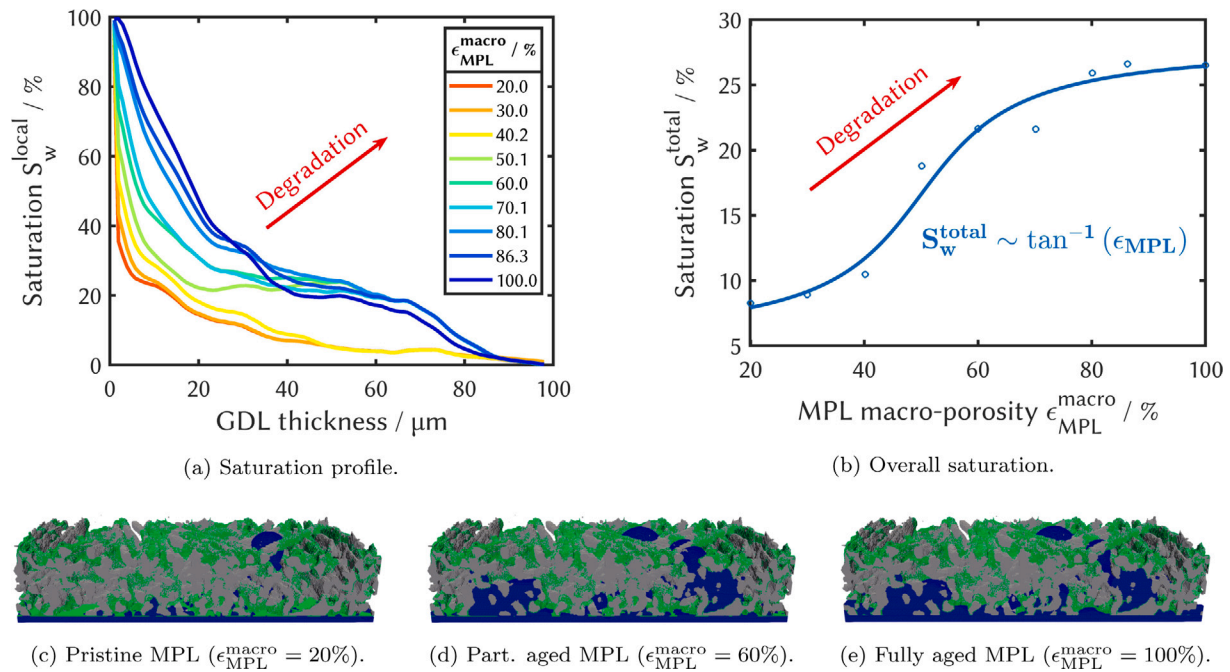 100
80
60
40
20
0
Saturation S_w^local / %
0 20 40 60 80 100
GDL thickness / μm
Degradation
ϵ_MPL^macro / %
20.0
30.0
40.2
50.1
60.0
70.1
80.1
86.3
100.0
(a) Saturation profile.
30
25
20
15
10
5
Saturation S_w^total / %
20 40 60 80 100
MPL macro-porosity ϵ_MPL^macro / %
Degradation
S_w^total ∼ tan^−1 (ϵ_MPL)
(b) Overall saturation.
(c) Pristine MPL (ϵ_MPL^macro = 20%).
(d) Part. aged MPL (ϵ_MPL^macro = 60%).
(e) Fully aged MPL (ϵ_MPL^macro = 100%).